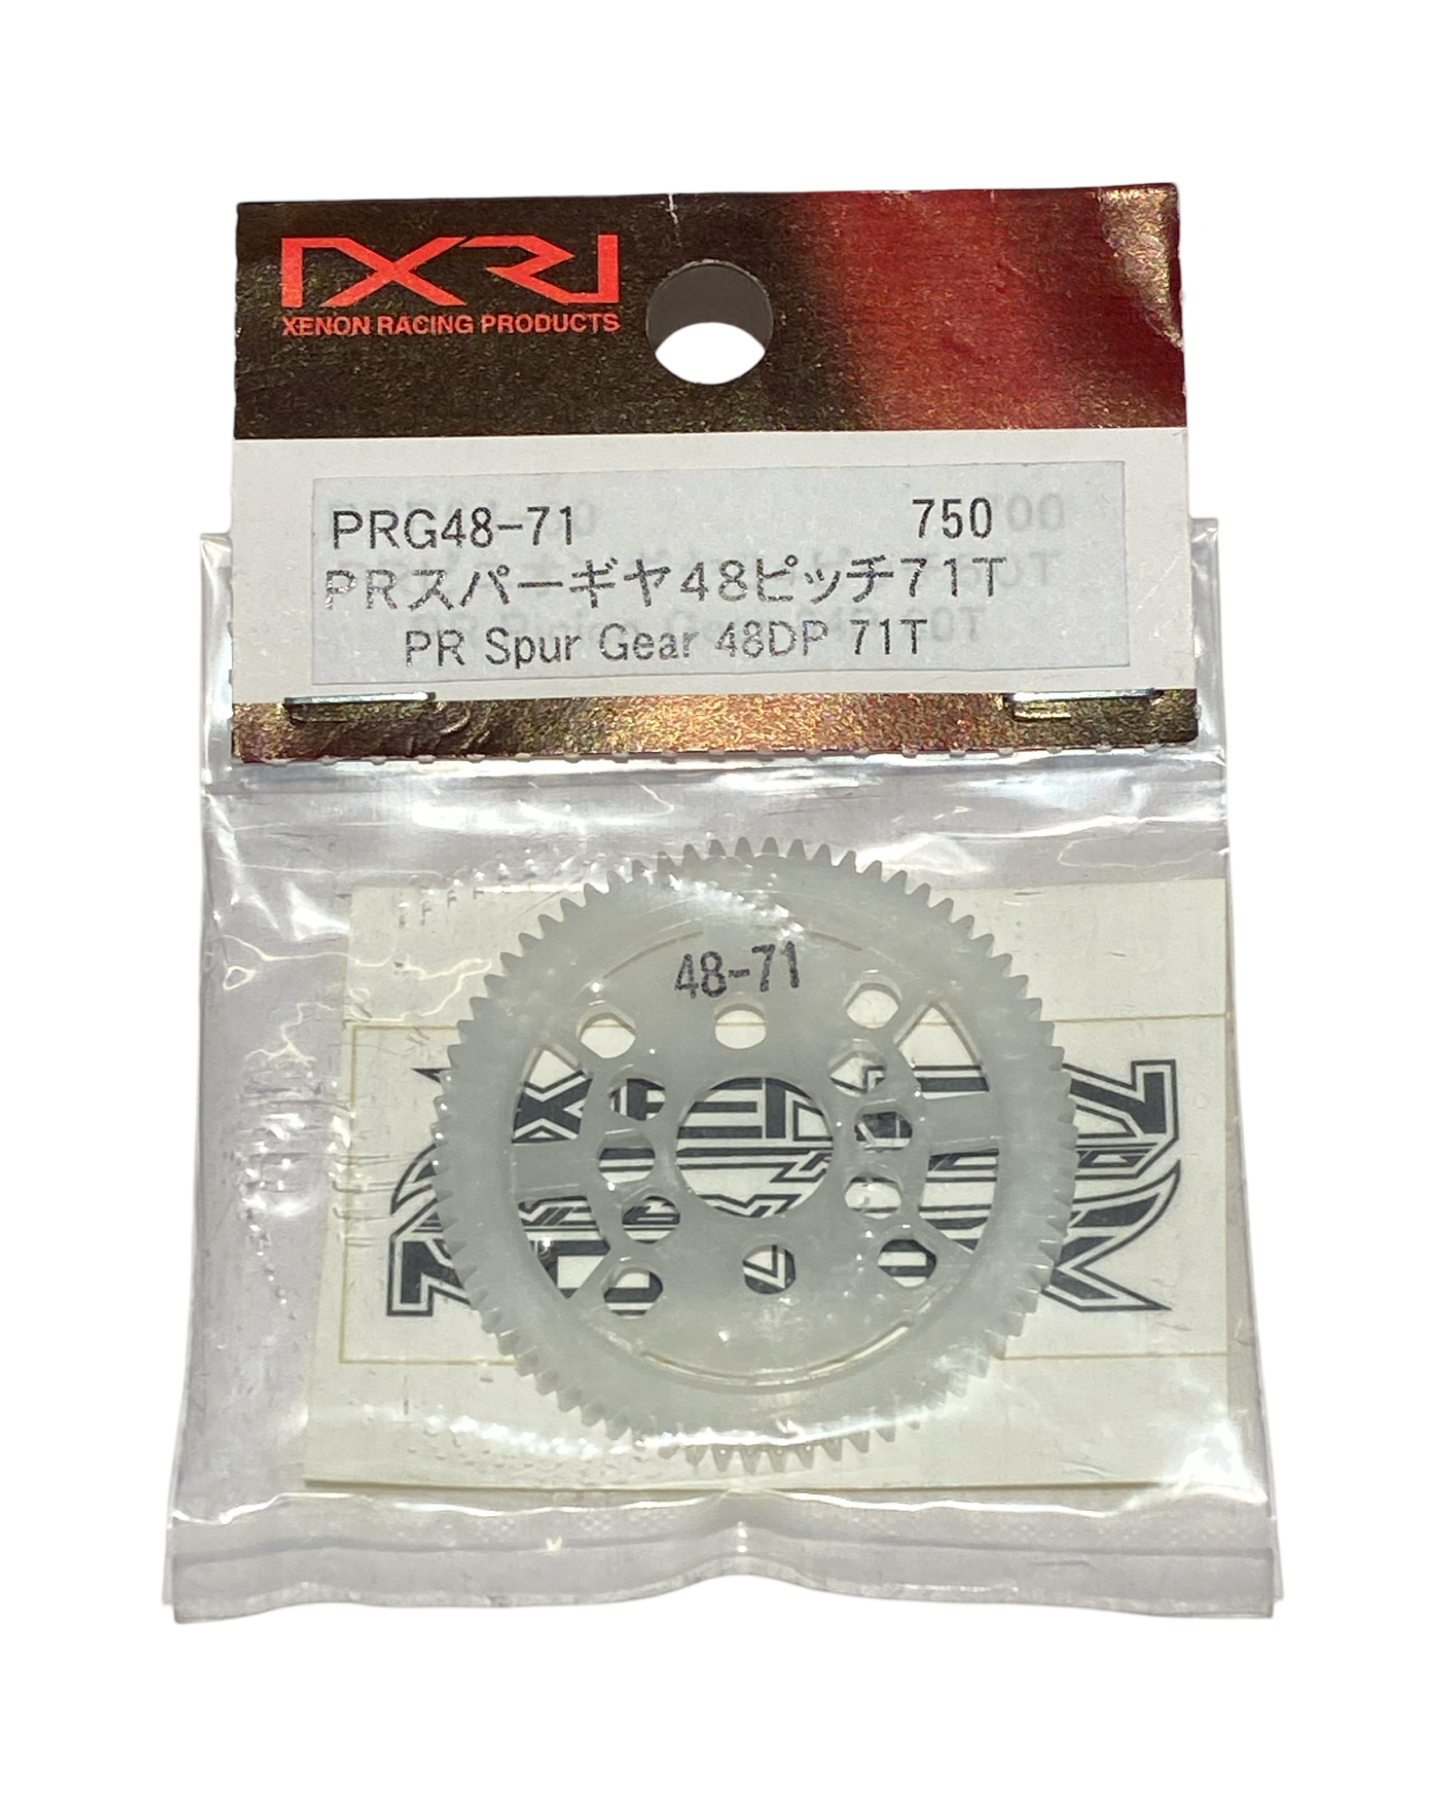 XENON RACING PRODUCTS
PRG48-71 750
PRスパーギヤ48ピッチ71T
PR Spur Gear 48DP 71T
48-71